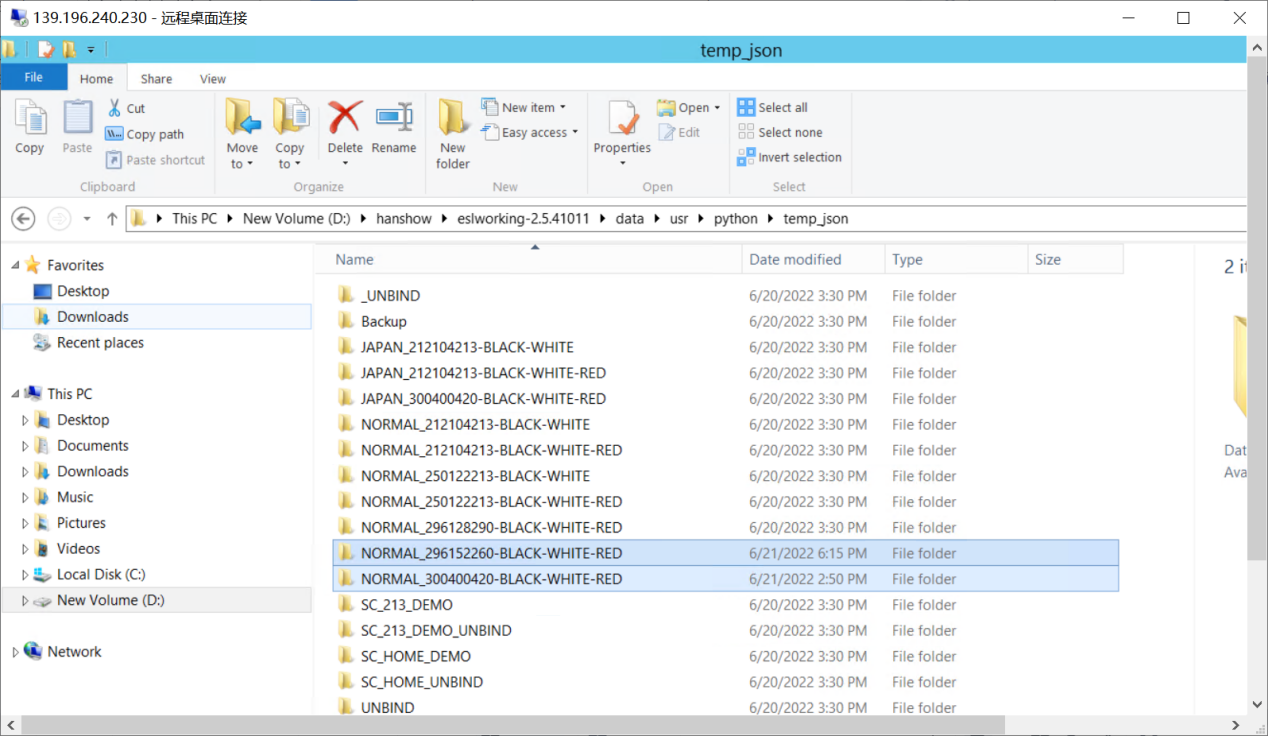 139.196.240.230 - 远程桌面连接
temp_json
File Home Share View
Copy
Paste
Cut
Copy path
Paste shortcut
Clipboard
Move to
Copy to
Delete
Rename
Organize
New folder
New item
Easy access
New
Properties
Open
Edit
Open
Select all
Select none
Invert selection
Select
This PC New Volume (D:) hanshow eslworking-2.5.41011 data usr python temp_json
Favorites
Desktop
Downloads
Recent places
This PC
Desktop
Documents
Downloads
Music
Pictures
Videos
Local Disk (C:)
New Volume (D:)
Network
Name Date modified Type Size
_UNBIND 6/20/2022 3:30 PM File folder
Backup 6/20/2022 3:30 PM File folder
JAPAN_212104213-BLACK-WHITE 6/20/2022 3:30 PM File folder
JAPAN_212104213-BLACK-WHITE-RED 6/20/2022 3:30 PM File folder
JAPAN_300400420-BLACK-WHITE-RED 6/20/2022 3:30 PM File folder
NORMAL_212104213-BLACK-WHITE 6/20/2022 3:30 PM File folder
NORMAL_212104213-BLACK-WHITE-RED 6/20/2022 3:30 PM File folder
NORMAL_250122213-BLACK-WHITE 6/20/2022 3:30 PM File folder
NORMAL_250122213-BLACK-WHITE-RED 6/20/2022 3:30 PM File folder
NORMAL_296128290-BLACK-WHITE-RED 6/20/2022 3:30 PM File folder
NORMAL_296152260-BLACK-WHITE-RED 6/21/2022 6:15 PM File folder
NORMAL_300400420-BLACK-WHITE-RED 6/21/2022 2:50 PM File folder
SC_213_DEMO 6/20/2022 3:30 PM File folder
SC_213_DEMO_UNBIND 6/20/2022 3:30 PM File folder
SC_HOME_DEMO 6/20/2022 3:30 PM File folder
SC_HOME_UNBIND 6/20/2022 3:30 PM File folder
UNBIND 6/20/2022 3:30 PM File folder
2 it
Dat
Ava